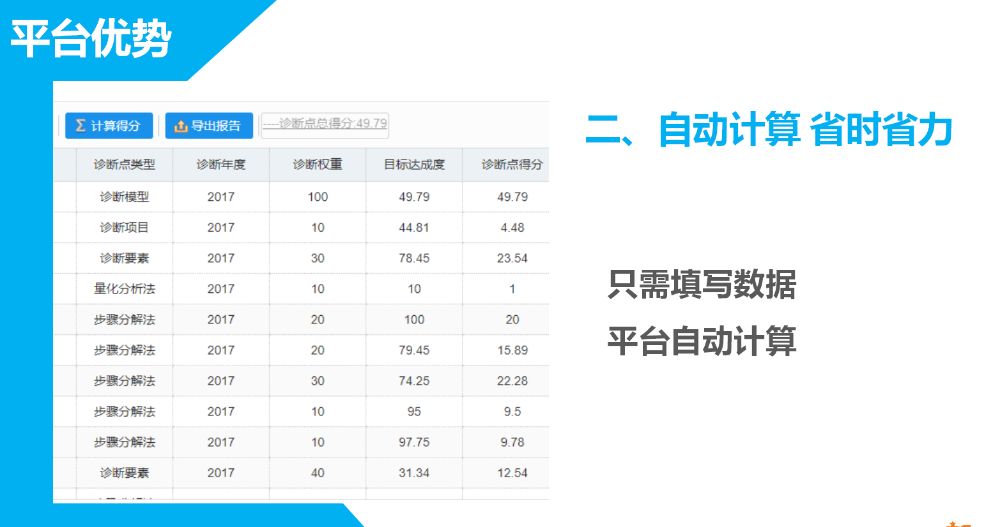 平台优势
计算得分 导出报告 ----诊断点总得分:49.79
二、自动计算 省时省力
诊断点类型 诊断年度 诊断权重 目标达成度 诊断点得分
诊断模型 2017 100 49.79 49.79
诊断项目 2017 10 44.81 4.48
诊断要素 2017 30 78.45 23.54
量化分析法 2017 10 10 1
步骤分解法 2017 20 100 20
步骤分解法 2017 20 79.45 15.89
步骤分解法 2017 30 74.25 22.28
步骤分解法 2017 10 95 9.5
步骤分解法 2017 10 97.75 9.78
诊断要素 2017 40 31.34 12.54
只需填写数据
平台自动计算